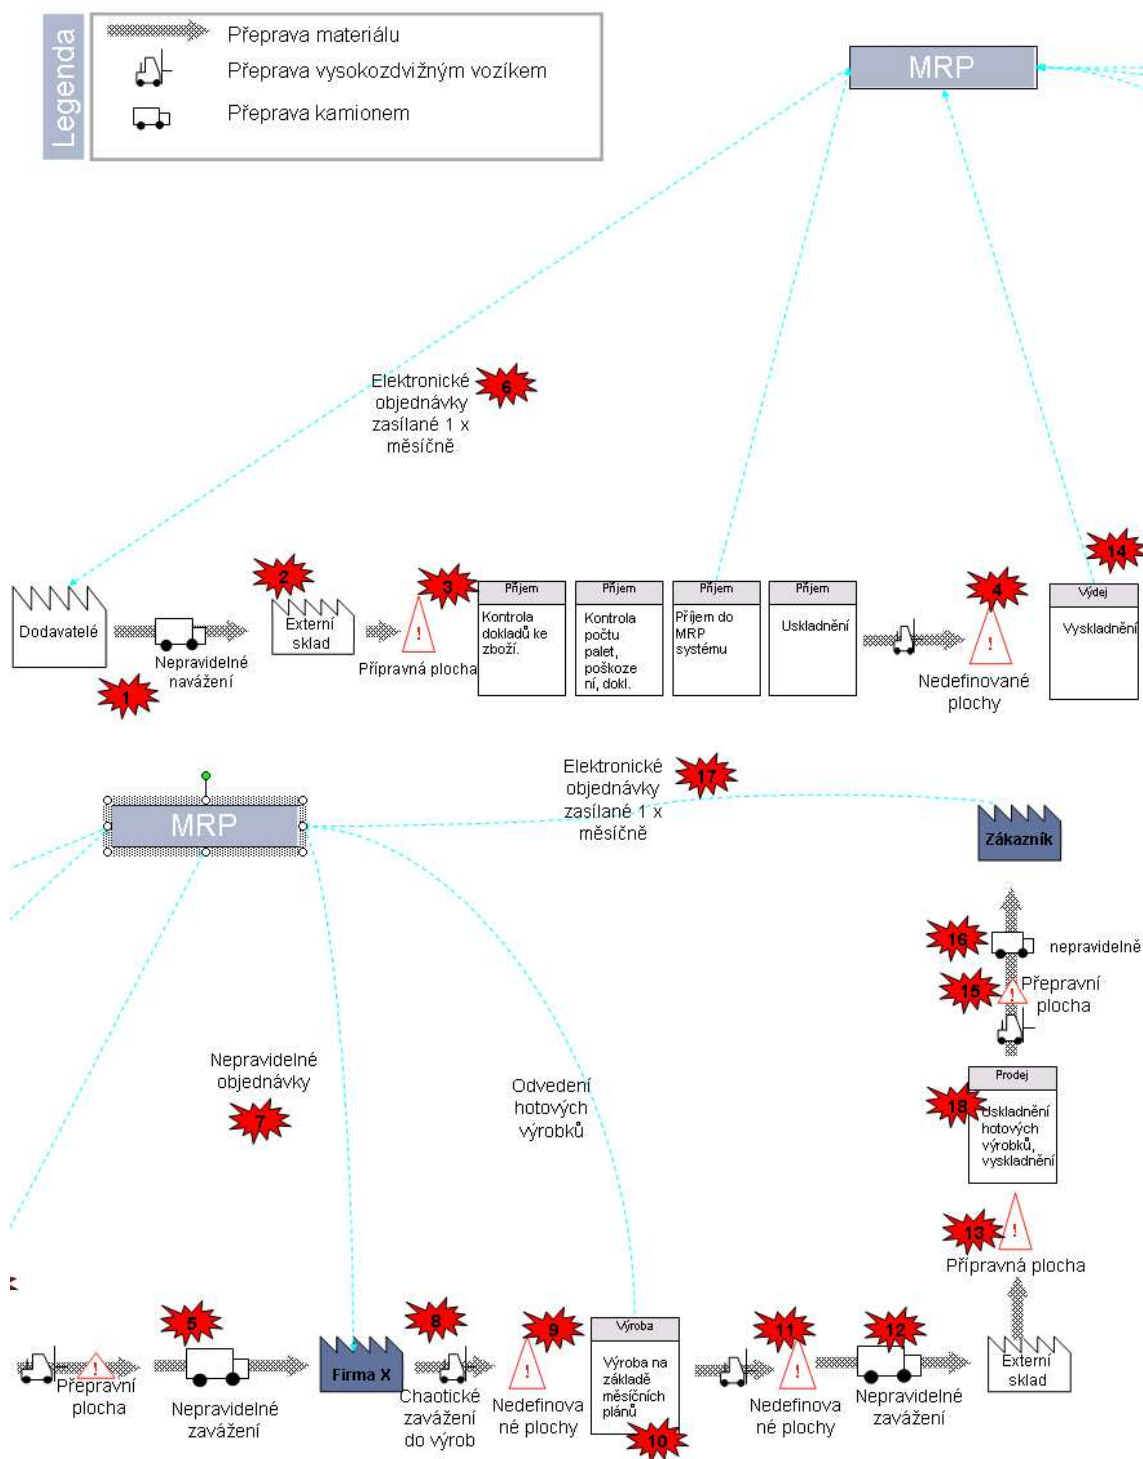 Legenda
Přeprava materiálu
Přeprava vysokozdvižným vozíkem
Přeprava kamionem
MRP
Elektronické
objednávky
zasílané 1 x
měsíčně
6
Dodavatelé
1
Nepravidelné
navážení
2
Externí
sklad
3
!
Přípravná plocha
Příjem
Kontrola
dokladů ke
zboží.
Příjem
Kontrola
počtu
palet,
poškoze
ní, dokl.
Příjem
Příjem do
MRP
systému
Příjem
Uskladnění
4
!
Nedefinované
plochy
14
Výdej
Vyskladnění
MRP
Elektronické
objednávky
zasílané 1 x
měsíčně
17
Zákazník
16
nepravidelně
15
!
Přepravní
plocha
Nepravidelné
objednávky
7
Odvedení
hotových
výrobků
Prodej
18
Uskladnění
hotových
výrobků,
vyskladnění
13
!
Přípravná plocha
!
Přepravní
plocha
5
Nepravidelné
zavážení
Firma X
8
Chaotické
zavážení
do výrob
9
!
Nedefinova
né plochy
Výroba
Výroba na
základě
měsíčních
plánů
10
11
!
Nedefinova
né plochy
12
Nepravidelné
zavážení
Externí
sklad